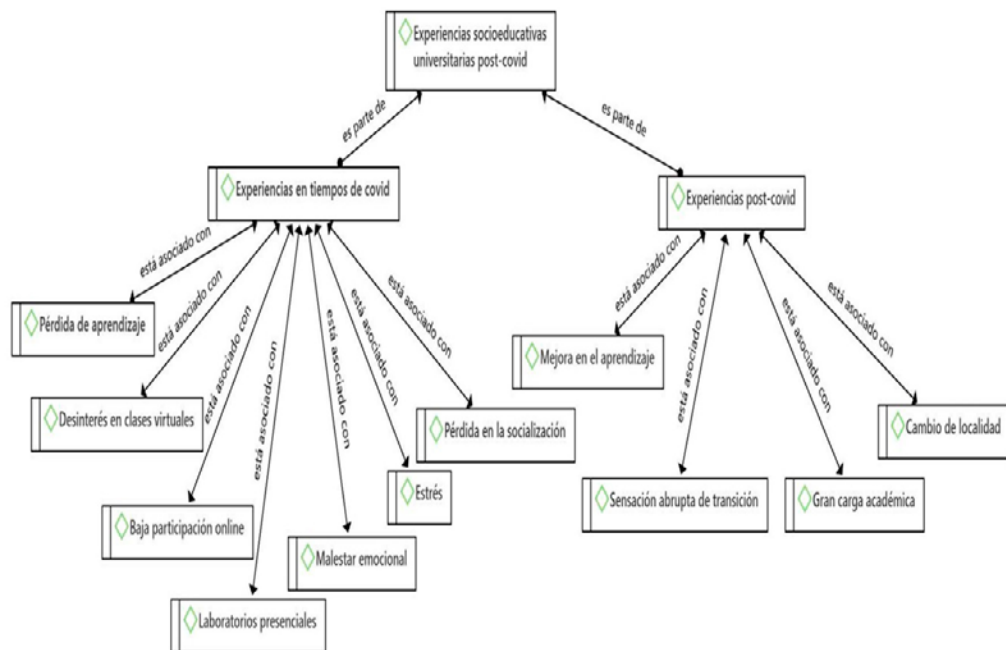 Experiencias socioeducativas
universitarias post-covid
es parte de
es parte de
Experiencias en tiempos de covid
Experiencias post-covid
está asociado con
está asociado con
está asociado con
está asociado con
está asociado con
está asociado con
está asociado con
está asociado con
está asociado con
está asociado con
está asociado con
Pérdida de aprendizaje
Mejora en el aprendizaje
Desinterés en clases virtuales
Pérdida en la socialización
Cambio de localidad
Estrés
Sensación abrupta de transición
Gran carga académica
Baja participación online
Malestar emocional
Laboratorios presenciales